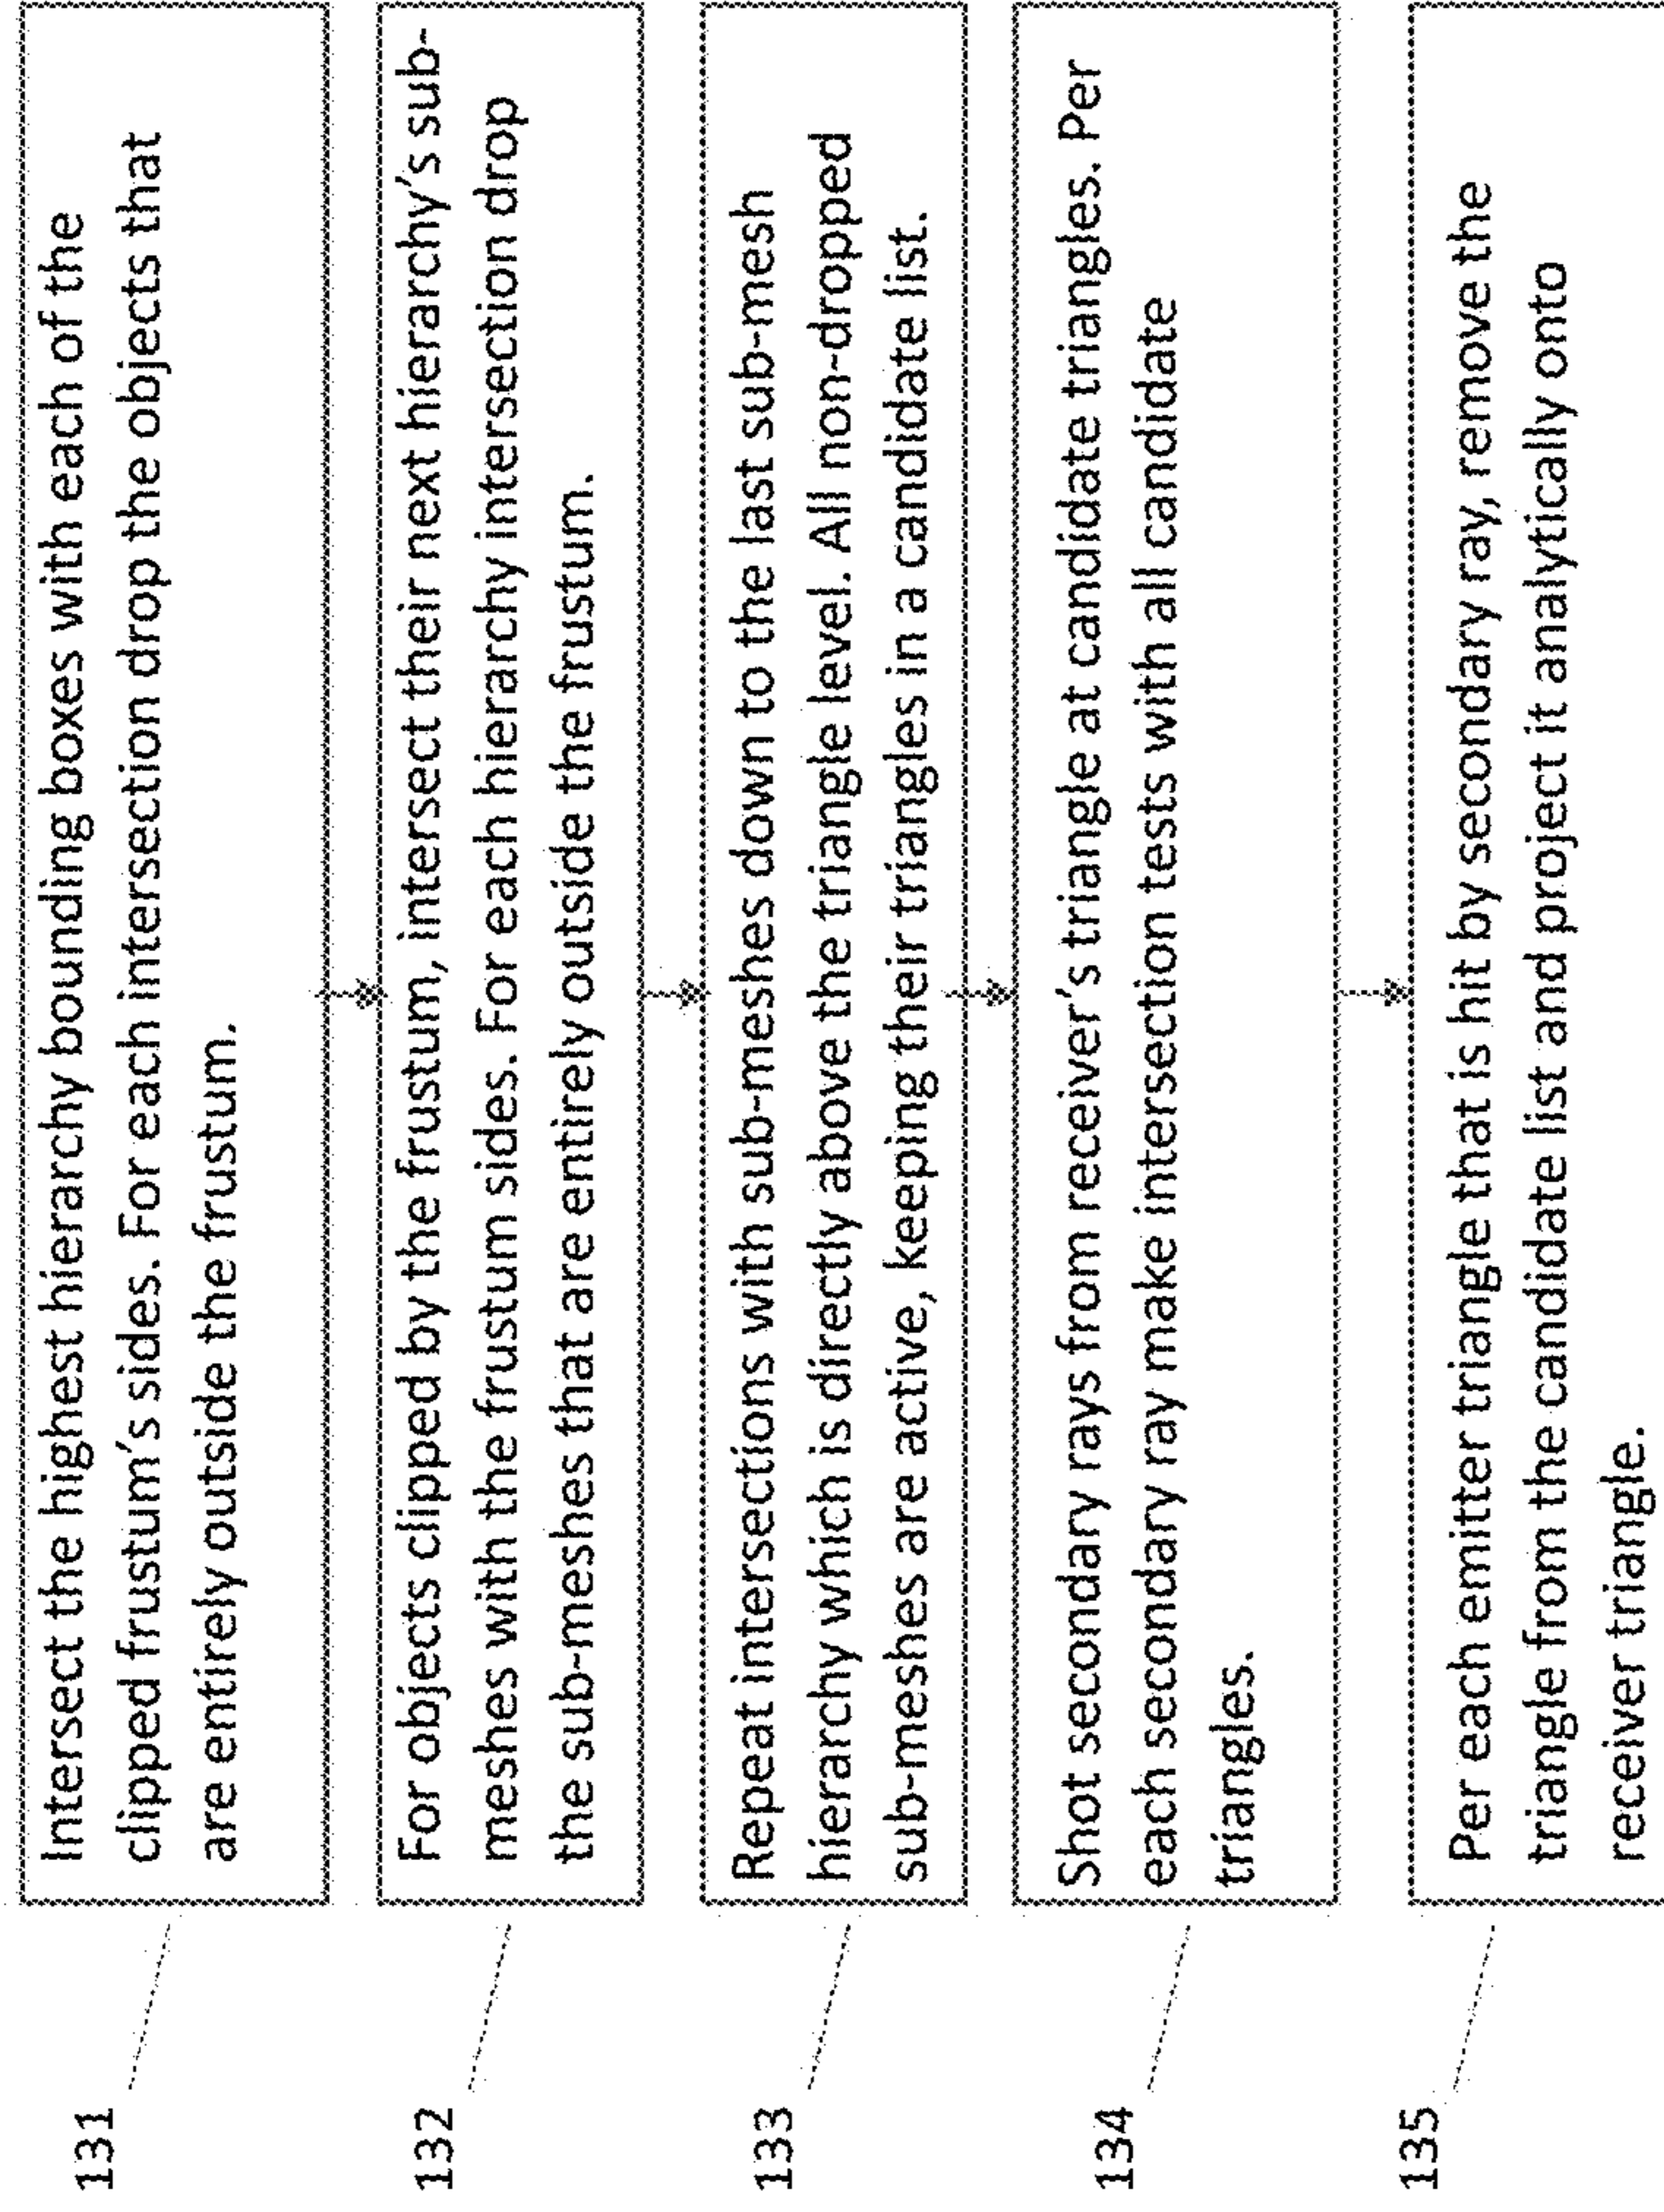 131
Intersect the highest hierarchy bounding boxes with each of the
clipped frustum's sides. For each intersection drop the objects that
are entirely outside the frustum.
132
For objects clipped by the frustum, intersect their next hierarchy's sub-
meshes with the frustum sides. For each hierarchy intersection drop
the sub-meshes that are entirely outside the frustum.
133
Repeat intersections with sub-meshes down to the last sub-mesh
hierarchy which is directly above the triangle level. All non-dropped
sub-meshes are active, keeping their triangles in a candidate list.
134
Shot secondary rays from receiver's triangle at candidate triangles. Per
each secondary ray make intersection tests with all candidate
triangles.
135
Per each emitter triangle that is hit by secondary ray, remove the
triangle from the candidate list and project it analytically onto
receiver triangle.